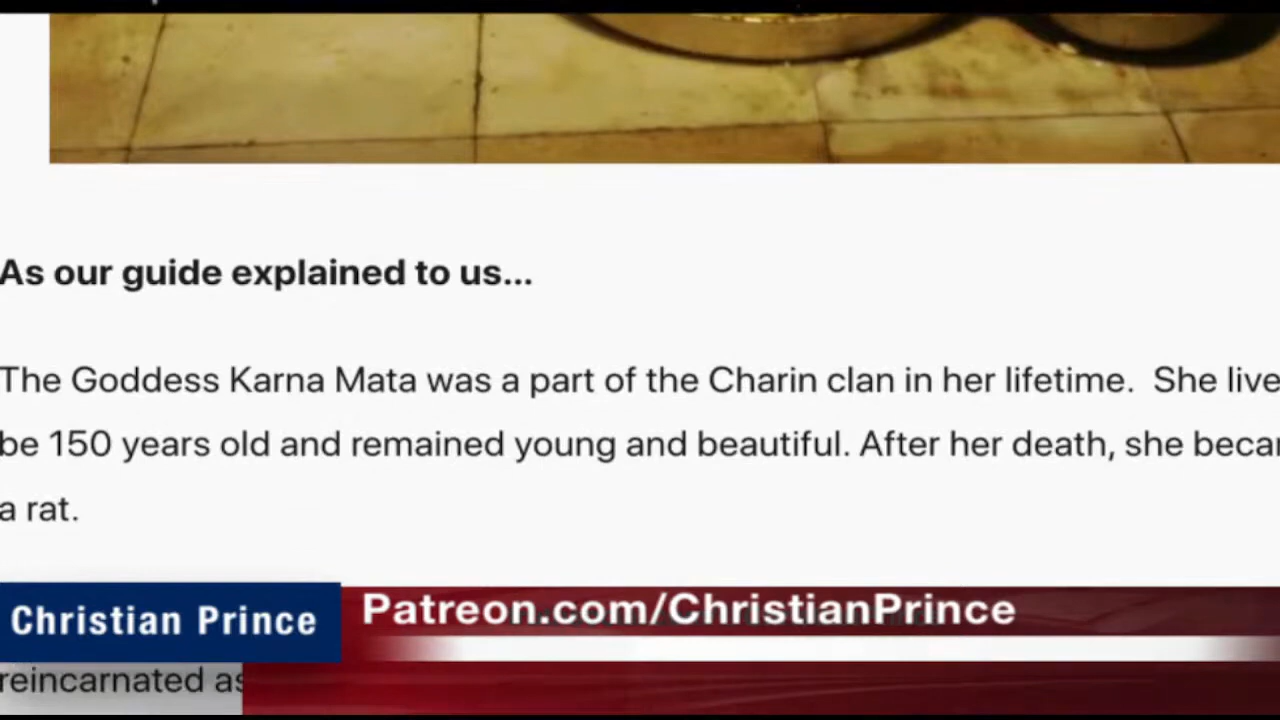 As our guide explained to us...
The Goddess Karna Mata was a part of the Charin clan in her lifetime. She live
be 150 years old and remained young and beautiful. After her death, she becam
a rat.
Christian Prince
Patreon.com/ChristianPrince
reincarnated as